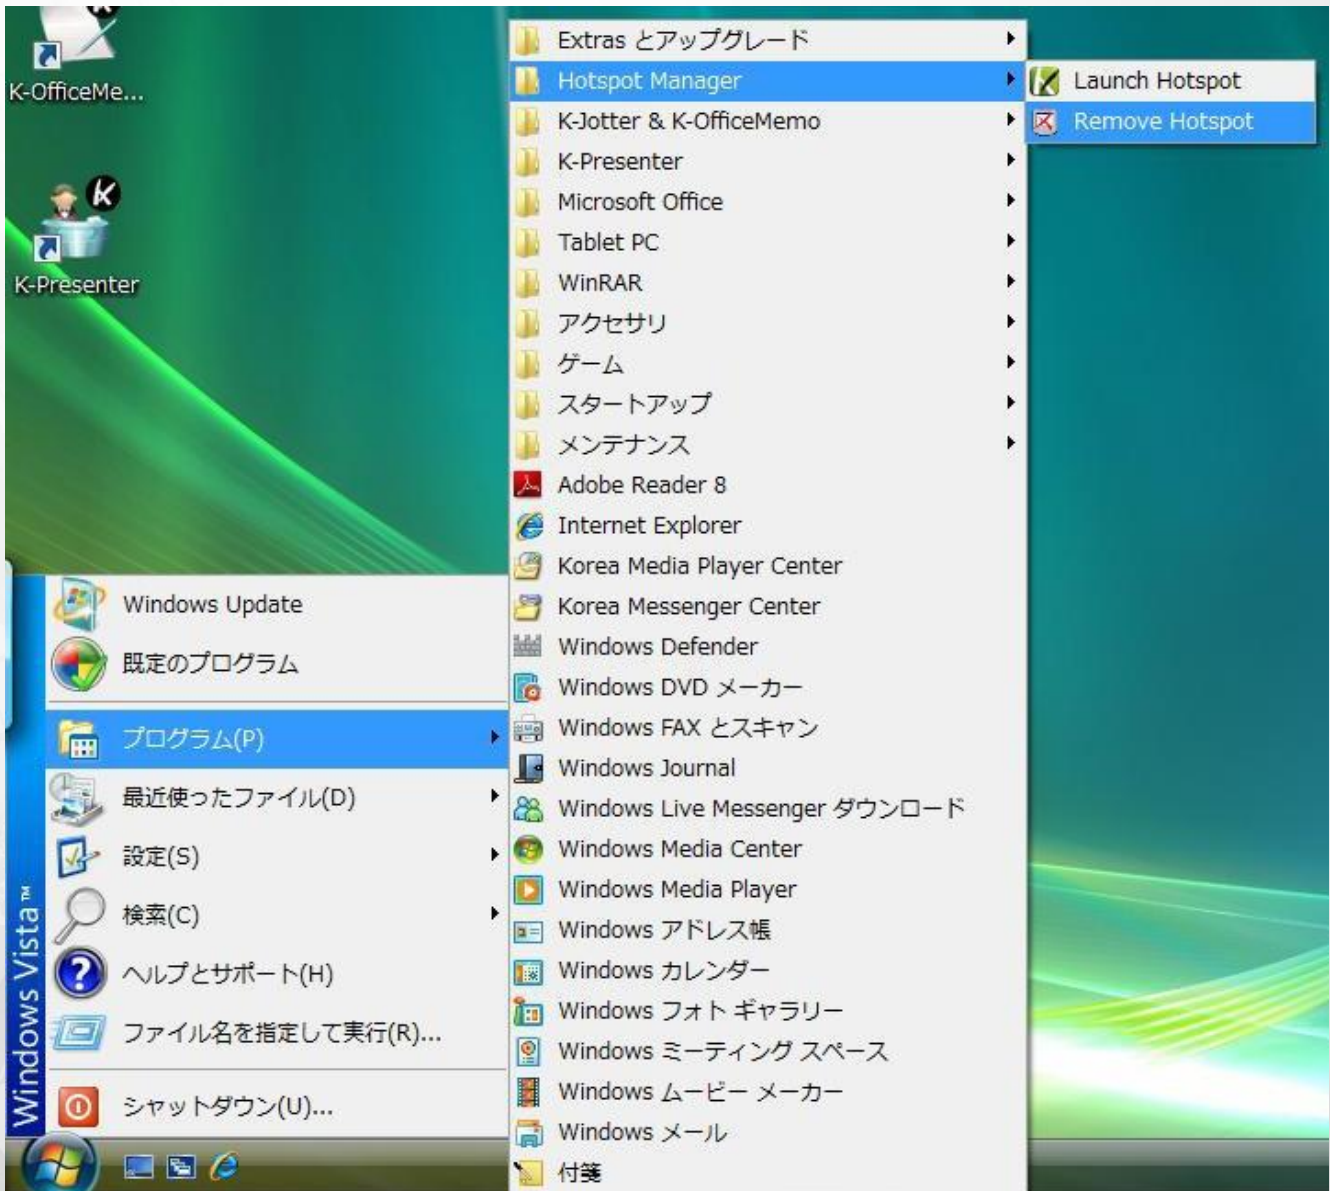 K-OfficeMe...
K-Presenter
Extras とアップグレード
Hotspot Manager
K-Jotter & K-OfficeMemo
K-Presenter
Microsoft Office
Tablet PC
WinRAR
アクセサリ
ゲーム
スタートアップ
メンテナンス
Adobe Reader 8
Internet Explorer
Korea Media Player Center
Korea Messenger Center
Windows Defender
Windows DVD メーカー
Windows FAX とスキャン
Windows Journal
Windows Live Messenger ダウンロード
Windows Media Center
Windows Media Player
Windows アドレス帳
Windows カレンダー
Windows フォト ギャラリー
Windows ミーティング スペース
Windows ムービー メーカー
Windows メール
付箋
Launch Hotspot
Remove Hotspot
Windows Update
既定のプログラム
プログラム(P)
最近使ったファイル(D)
設定(S)
検索(C)
ヘルプとサポート(H)
ファイル名を指定して実行(R)...
シャットダウン(U)...
Windows Vista™